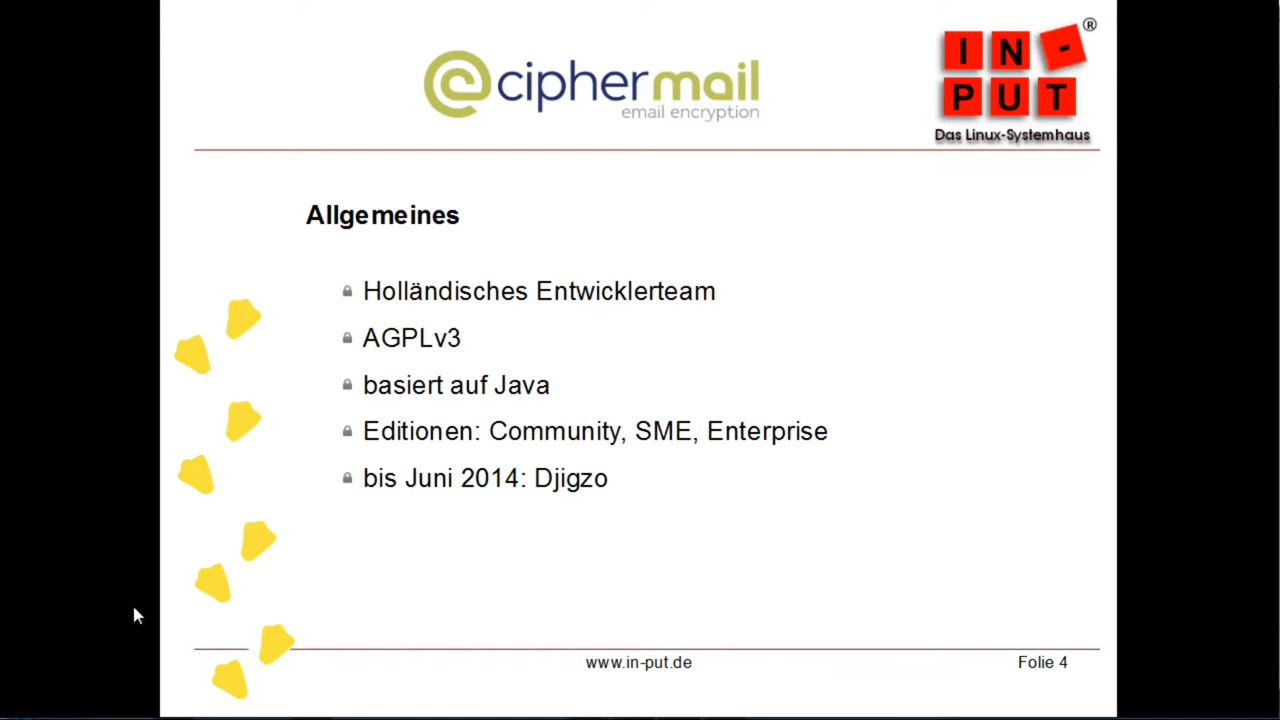 ciphermail
email encryption
IN-
PUT
®
Das Linux-Systemhaus
Allgemeines
Holländisches Entwicklerteam
AGPLv3
basiert auf Java
Editionen: Community, SME, Enterprise
bis Juni 2014: Djigzo
www.in-put.de
Folie 4